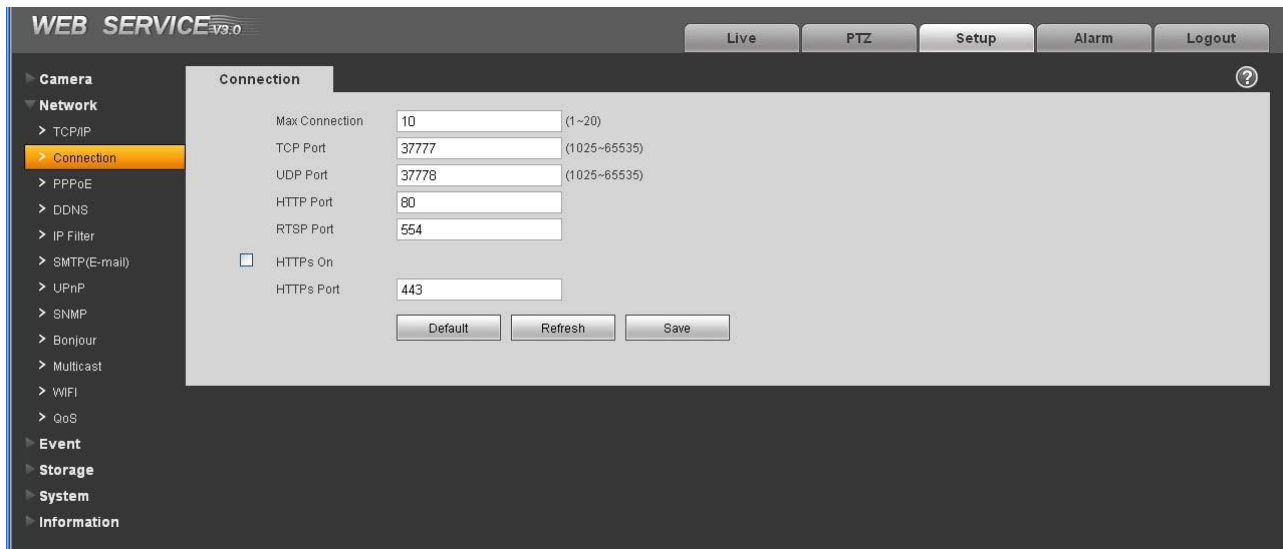 WEB SERVICE V3.0
Live PTZ Setup Alarm Logout
Camera
Network
> TCP/IP
> Connection
> PPPoE
> DDNS
> IP Filter
> SMTP(E-mail)
> UPnP
> SNMP
> Bonjour
> Multicast
> WIFI
> QoS
Event
Storage
System
Information
Connection ?
Max Connection 10 (1~20)
TCP Port 37777 (1025~65535)
UDP Port 37778 (1025~65535)
HTTP Port 80
RTSP Port 554
HTTPs On
HTTPs Port 443
Default Refresh Save